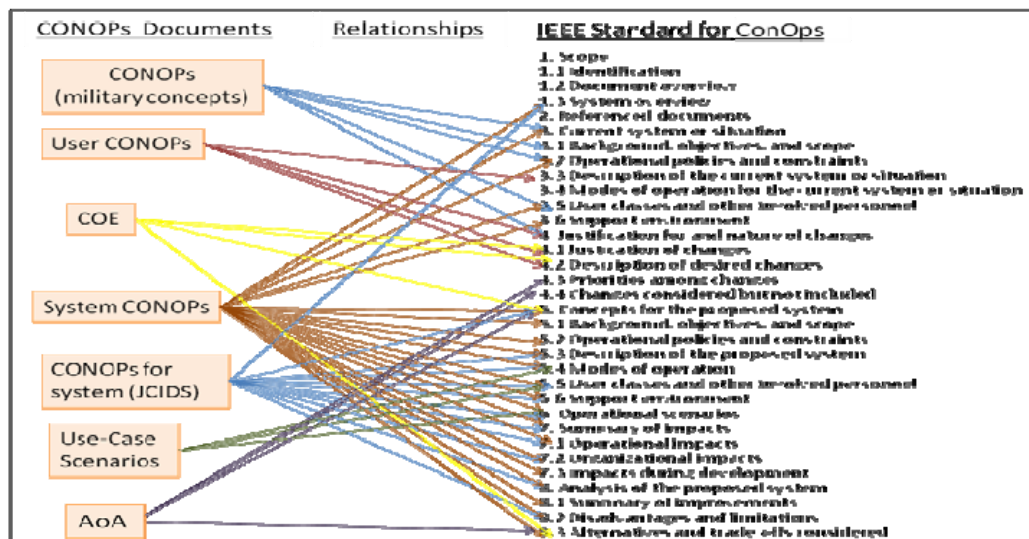 CONOPs Documents
Relationships
IEEE Standard for ConOps
CONOPs
(military concepts)
User CONOPs
COE
System CONOPs
CONOPs for
system (JCIDS)
Use-Case
Scenarios
AoA
1. Scope
1.1 Identification
1.2 Document overview
1.3 System overview
2. Referenced documents
3. Current system or situation
3.1 Background, objectives, and scope
3.2 Operational policies and constraints
3.3 Description of the current system or situation
3.4 Modes of operation for the current system or situation
3.5 User classes and other involved personnel
3.6 Support environment
4. Justification for and nature of changes
4.1 of changes
4.2 Description of desired changes
4.3 Priorities among changes
4.4 Changes considered but not included
5. Concepts for the proposed system
5.1 Background, objectives, and scope
5.2 Operational policies and constraints
5.3 Description of the proposed system
5.4 Modes of operation
5.5 User classes and other involved personnel
5.6 Support environment
6. Operational scenarios
7. Summary of impacts
7.1 Operational impacts
7.2 Organizational impacts
7.3 Impacts during development
8. Analysis of the proposed system
8.1 Summary of improvements
8.2 Disadvantages and limitations
8.3 Alternatives and trade-offs considered